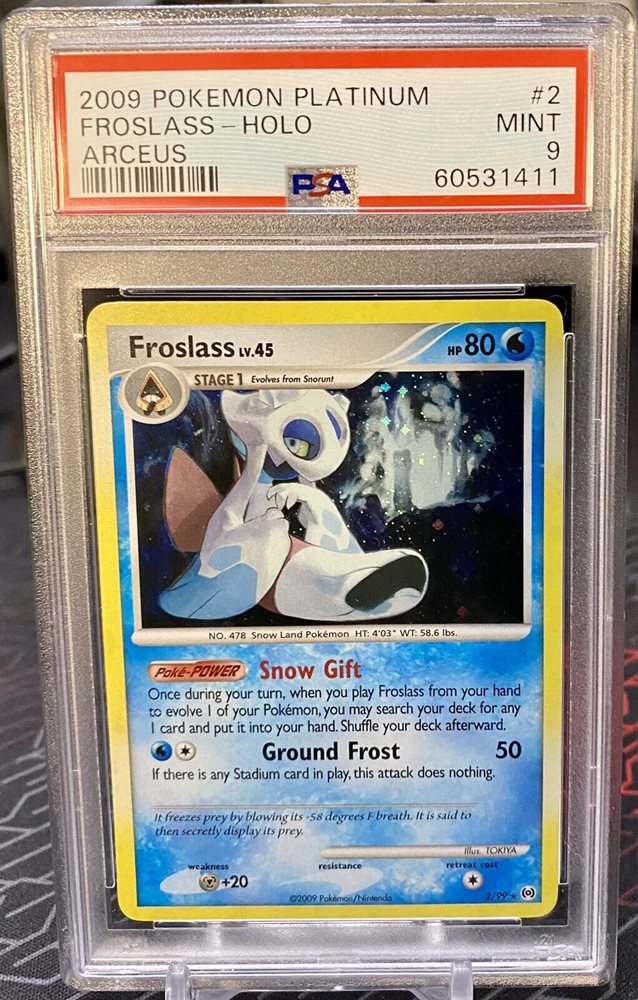 2009 POKEMON PLATINUM #2
FROSLASS - HOLO MINT
ARCEUS 9
PSA 60531411
Froslass LV.45 HP 80
STAGE 1 Evolves from Snorunt
NO. 478 Snow Land Pokémon HT: 4'03" WT: 58.6 lbs.
Poké-POWER Snow Gift
Once during your turn, when you play Froslass from your hand
to evolve 1 of your Pokémon, you may search your deck for any
1 card and put it into your hand. Shuffle your deck afterward.
Ground Frost 50
If there is any Stadium card in play, this attack does nothing.
It freezes prey by blowing its -58 degrees F breath. It is said to
then secretly display its prey.
Illus. TOKIYA
weakness resistance retreat cost
+20
©2009 Pokémon/Nintendo 2/99